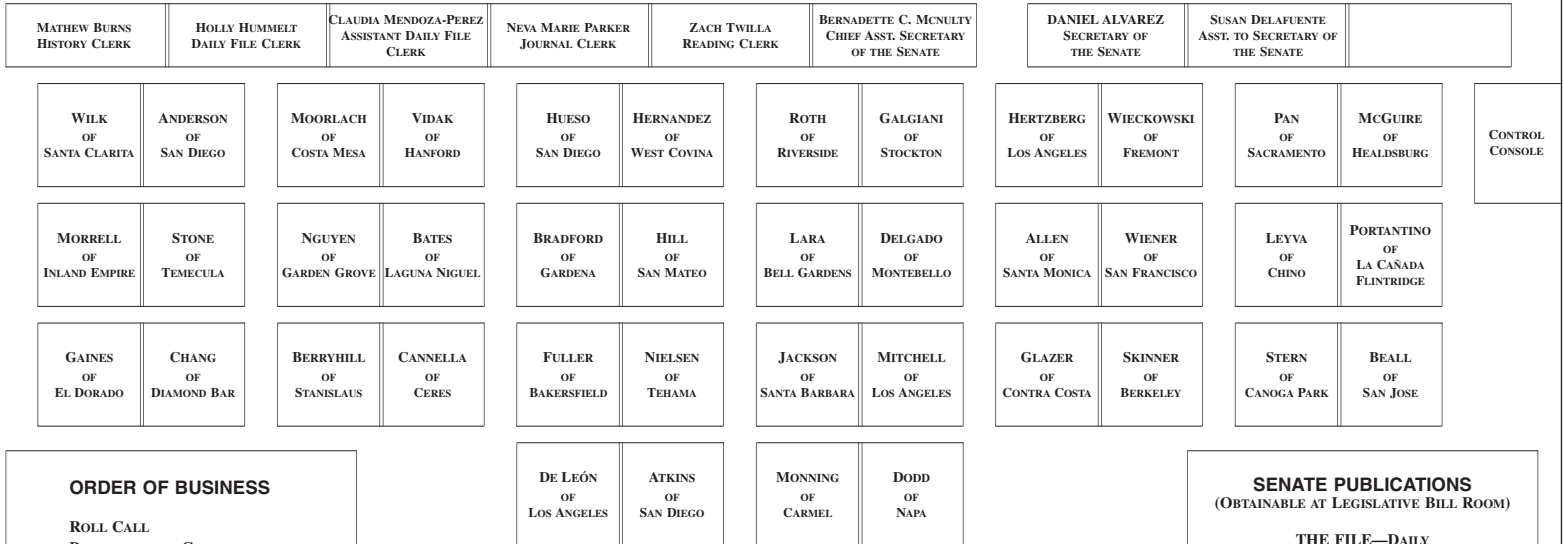 MATHEW BURNS
HISTORY CLERK
HOLLY HUMMELT
DAILY FILE CLERK
CLAUDIA MENDOZA-PEREZ
ASSISTANT DAILY FILE
CLERK
NEVA MARIE PARKER
JOURNAL CLERK
ZACH TWILLA
READING CLERK
BERNADETTE C. MCNULTY
CHIEF ASST. SECRETARY
OF THE SENATE
DANIEL ALVAREZ
SECRETARY OF
THE SENATE
SUSAN DELAFUENTE
ASST. TO SECRETARY OF
THE SENATE
WILK
OF
SANTA CLARITA
ANDERSON
OF
SAN DIEGO
MOORLACH
OF
COSTA MESA
VIDAK
OF
HANFORD
HUESO
OF
SAN DIEGO
HERNANDEZ
OF
WEST COVINA
ROTH
OF
RIVERSIDE
GALGIANI
OF
STOCKTON
HERTZBERG
OF
LOS ANGELES
WIECKOWSKI
OF
FREMONT
PAN
OF
SACRAMENTO
MCGUIRE
OF
HEALDSBURG
CONTROL
CONSOLE
MORRELL
OF
INLAND EMPIRE
STONE
OF
TEMECULA
NGUYEN
OF
GARDEN GROVE
BATES
OF
LAGUNA NIGUEL
BRADFORD
OF
GARDENA
HILL
OF
SAN MATEO
LARA
OF
BELL GARDENS
DELGADO
OF
MONTEBELLO
ALLEN
OF
SANTA MONICA
WIENER
OF
SAN FRANCISCO
LEYVA
OF
CHINO
PORTANTINO
OF
LA CAÑADA
FLINTRIDGE
GAINES
OF
EL DORADO
CHANG
OF
DIAMOND BAR
BERRYHILL
OF
STANISLAUS
CANNELLA
OF
CERES
FULLER
OF
BAKERSFIELD
NIELSEN
OF
TEHAMA
JACKSON
OF
SANTA BARBARA
MITCHELL
OF
LOS ANGELES
GLAZER
OF
CONTRA COSTA
SKINNER
OF
BERKELEY
STERN
OF
CANOGA PARK
BEALL
OF
SAN JOSE
DE LEÓN
OF
LOS ANGELES
ATKINS
OF
SAN DIEGO
MONNING
OF
CARMEL
DODD
OF
NAPA
ORDER OF BUSINESS
ROLL CALL
SENATE PUBLICATIONS
(OBTAINABLE AT LEGISLATIVE BILL ROOM)
THE FILE—DAILY